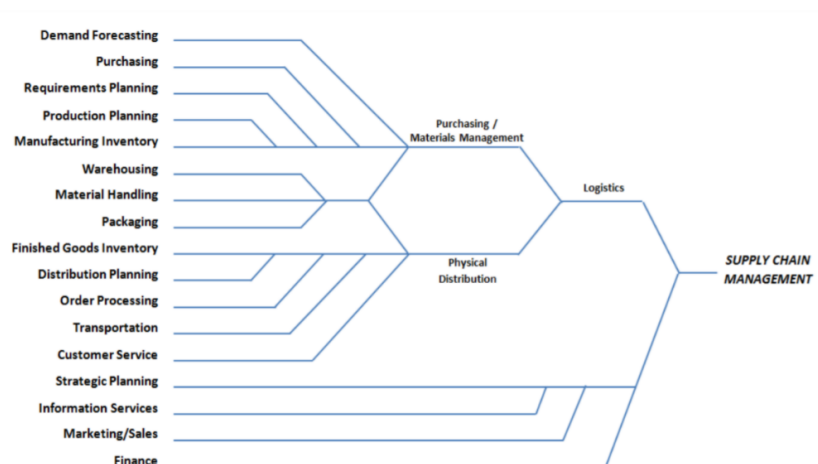 Demand Forecasting
Purchasing
Requirements Planning
Production Planning
Manufacturing Inventory
Warehousing
Material Handling
Packaging
Finished Goods Inventory
Distribution Planning
Order Processing
Transportation
Customer Service
Strategic Planning
Information Services
Marketing/Sales
Finance
Purchasing /
Materials Management
Physical
Distribution
Logistics
SUPPLY CHAIN
MANAGEMENT